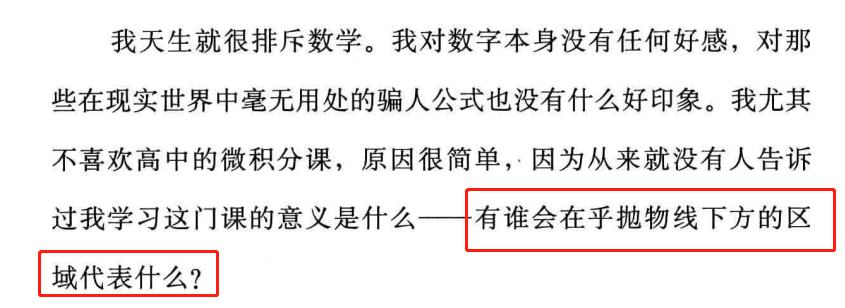 我天生就很排斥数学。我对数字本身没有任何好感，对那
些在现实世界中毫无用处的骗人公式也没有什么好印象。我尤其
不喜欢高中的微积分课，原因很简单，因为从来就没有人告诉
过我学习这门课的意义是什么——有谁会在乎抛物线下方的区
域代表什么？